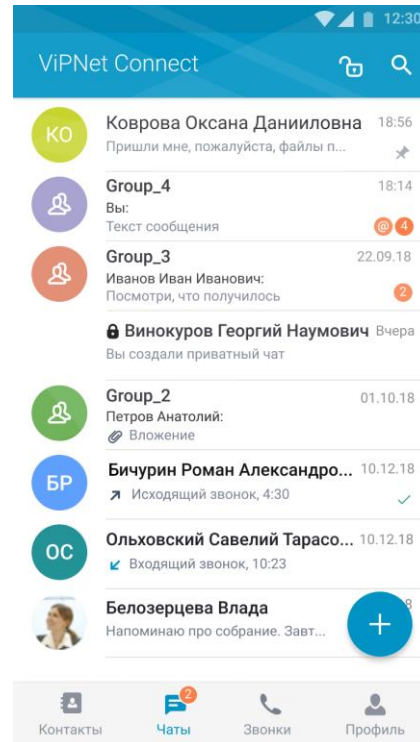 12:30
ViPNet Connect
КО
Коврова Оксана Данииловна 18:56
Пришли мне, пожалуйста, файлы п...
Group_4 18:14
Вы:
Текст сообщения @ 4
Group_3 22.09.18
Иванов Иван Иванович:
Посмотри, что получилось 2
Винокуров Георгий Наумович Вчера
Вы создали приватный чат
Group_2 01.10.18
Петров Анатолий:
Вложение
БР
Бичурин Роман Александро... 10.12.18
Исходящий звонок, 4:30
ОС
Ольховский Савелий Тарасо... 10.12.18
Входящий звонок, 10:23
Белозерцева Влада 8
Напоминаю про собрание. Завт...
+
2
Контакты Чаты Звонки Профиль